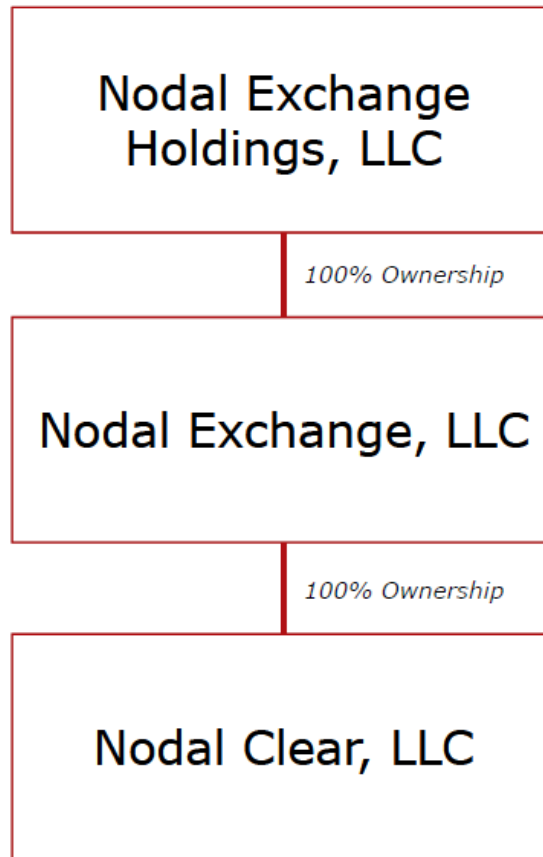 Nodal Exchange
Holdings, LLC
100% Ownership
Nodal Exchange, LLC
100% Ownership
Nodal Clear, LLC